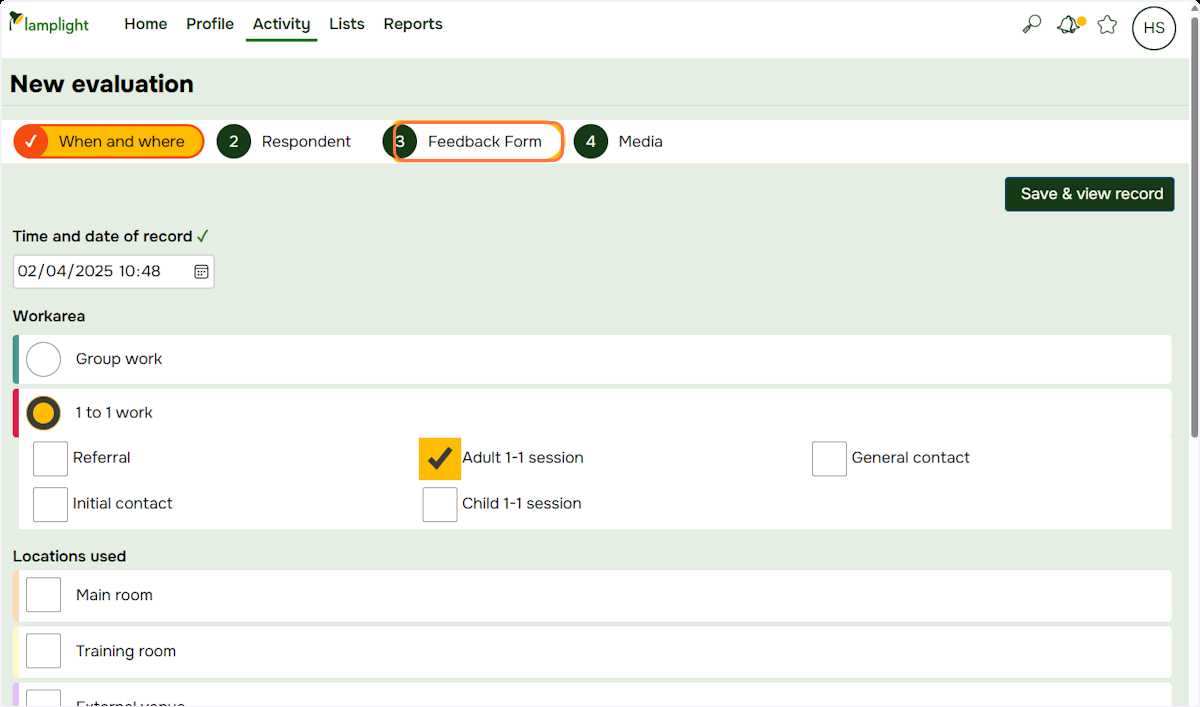 lamplight Home Profile Activity Lists Reports HS
New evaluation
When and where 2 Respondent 3 Feedback Form 4 Media
Save & view record
Time and date of record
02/04/2025 10:48
Workarea
Group work
1 to 1 work
Referral Adult 1-1 session General contact
Initial contact Child 1-1 session
Locations used
Main room
Training room
External venue